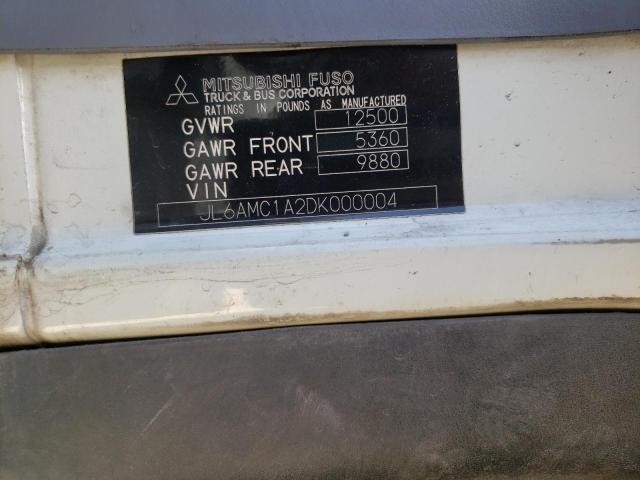 MITSUBISHI FUSO
TRUCK & BUS CORPORATION
RATINGS IN POUNDS AS MANUFACTURED
GVWR 12500
GAWR FRONT 5360
GAWR REAR 9880
VIN
JL6AMC1A2DK000004